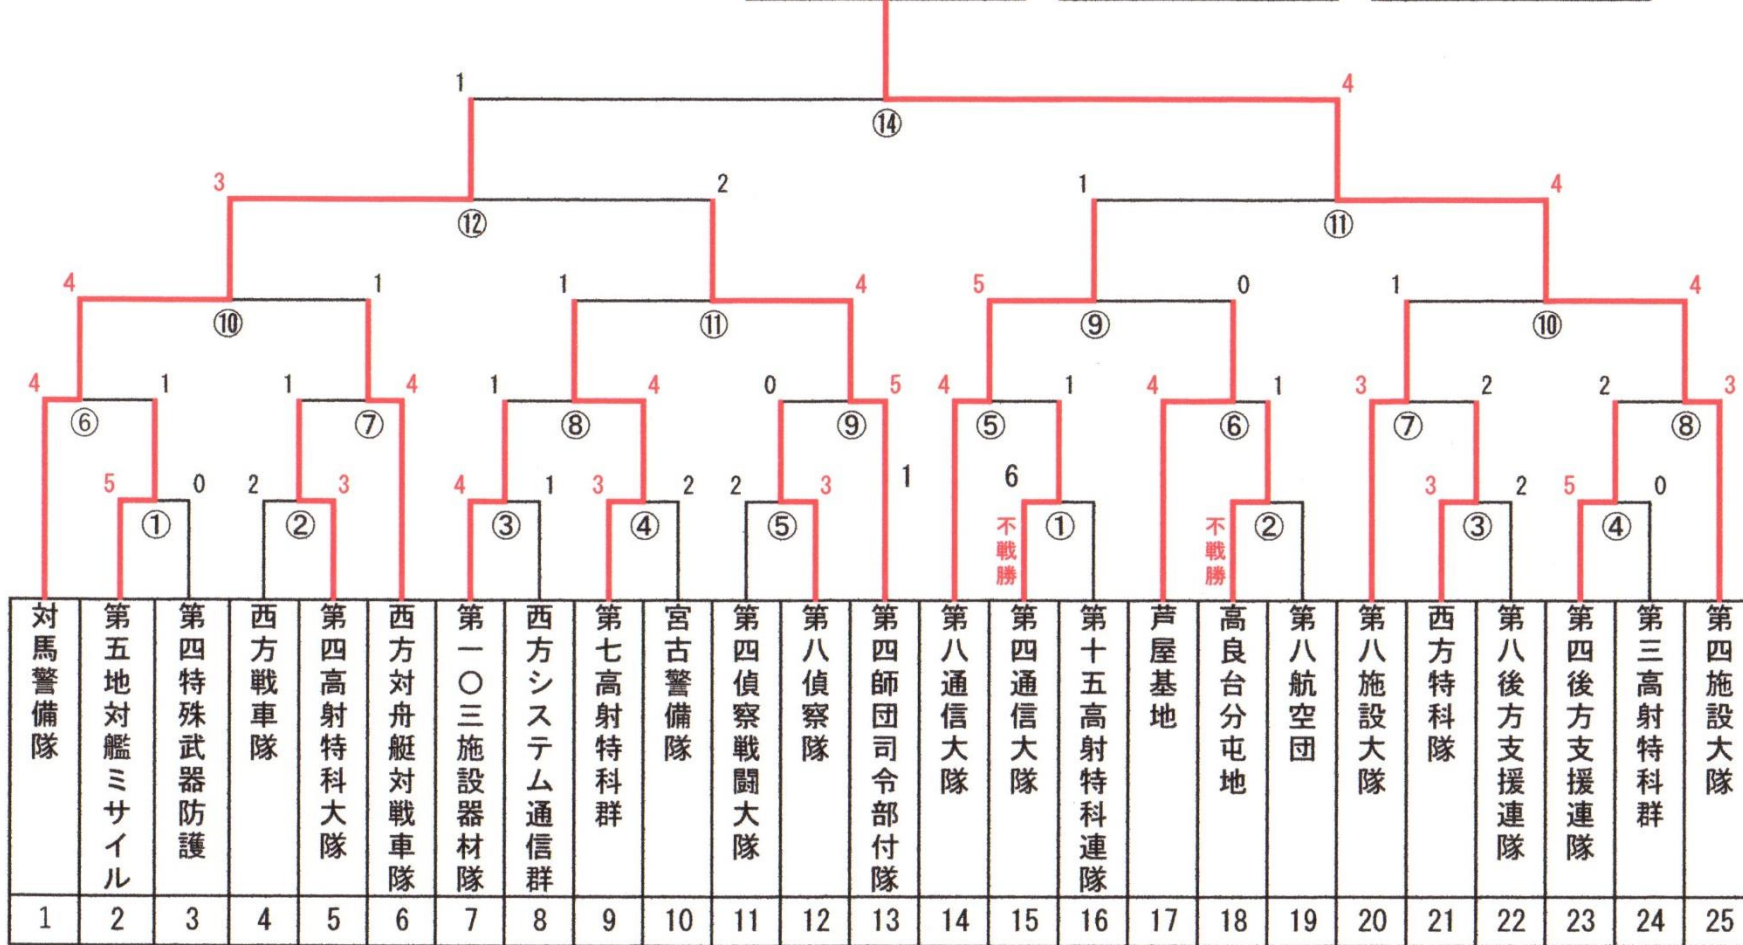 1 4
⑭
3 2 1 4
⑫ ⑪
4 1 1 4 5 0 1 4
⑩ ⑪ ⑨ ⑩
4 1 1 4 1 4 0 5 4 1 4 1 3 2 2 3
⑥ ⑦ ⑧ ⑨ ⑤ ⑥ ⑦ ⑧
1 6
5 0 2 3 4 1 3 2 2 3 3 2 5 0
① ② ③ ④ ⑤ ① ② ③ ④
不戦勝
不戦勝
対馬警備隊
第五地対艦ミサイル
第四特殊武器防護
西方戦車隊
第四高射特科大隊
西方対舟艇対戦車隊
第一〇三施設器材隊
西方システム通信群
第七高射特科群
宮古警備隊
第四偵察戦闘大隊
第八偵察隊
第四師団司令部付隊
第八通信大隊
第四通信大隊
第十五高射特科連隊
芦屋基地
高良台分屯地
第八航空団
第八施設大隊
西方特科隊
第八後方支援連隊
第四後方支援連隊
第三高射特科群
第四施設大隊
1 2 3 4 5 6 7 8 9 10 11 12 13 14 15 16 17 18 19 20 21 22 23 24 25